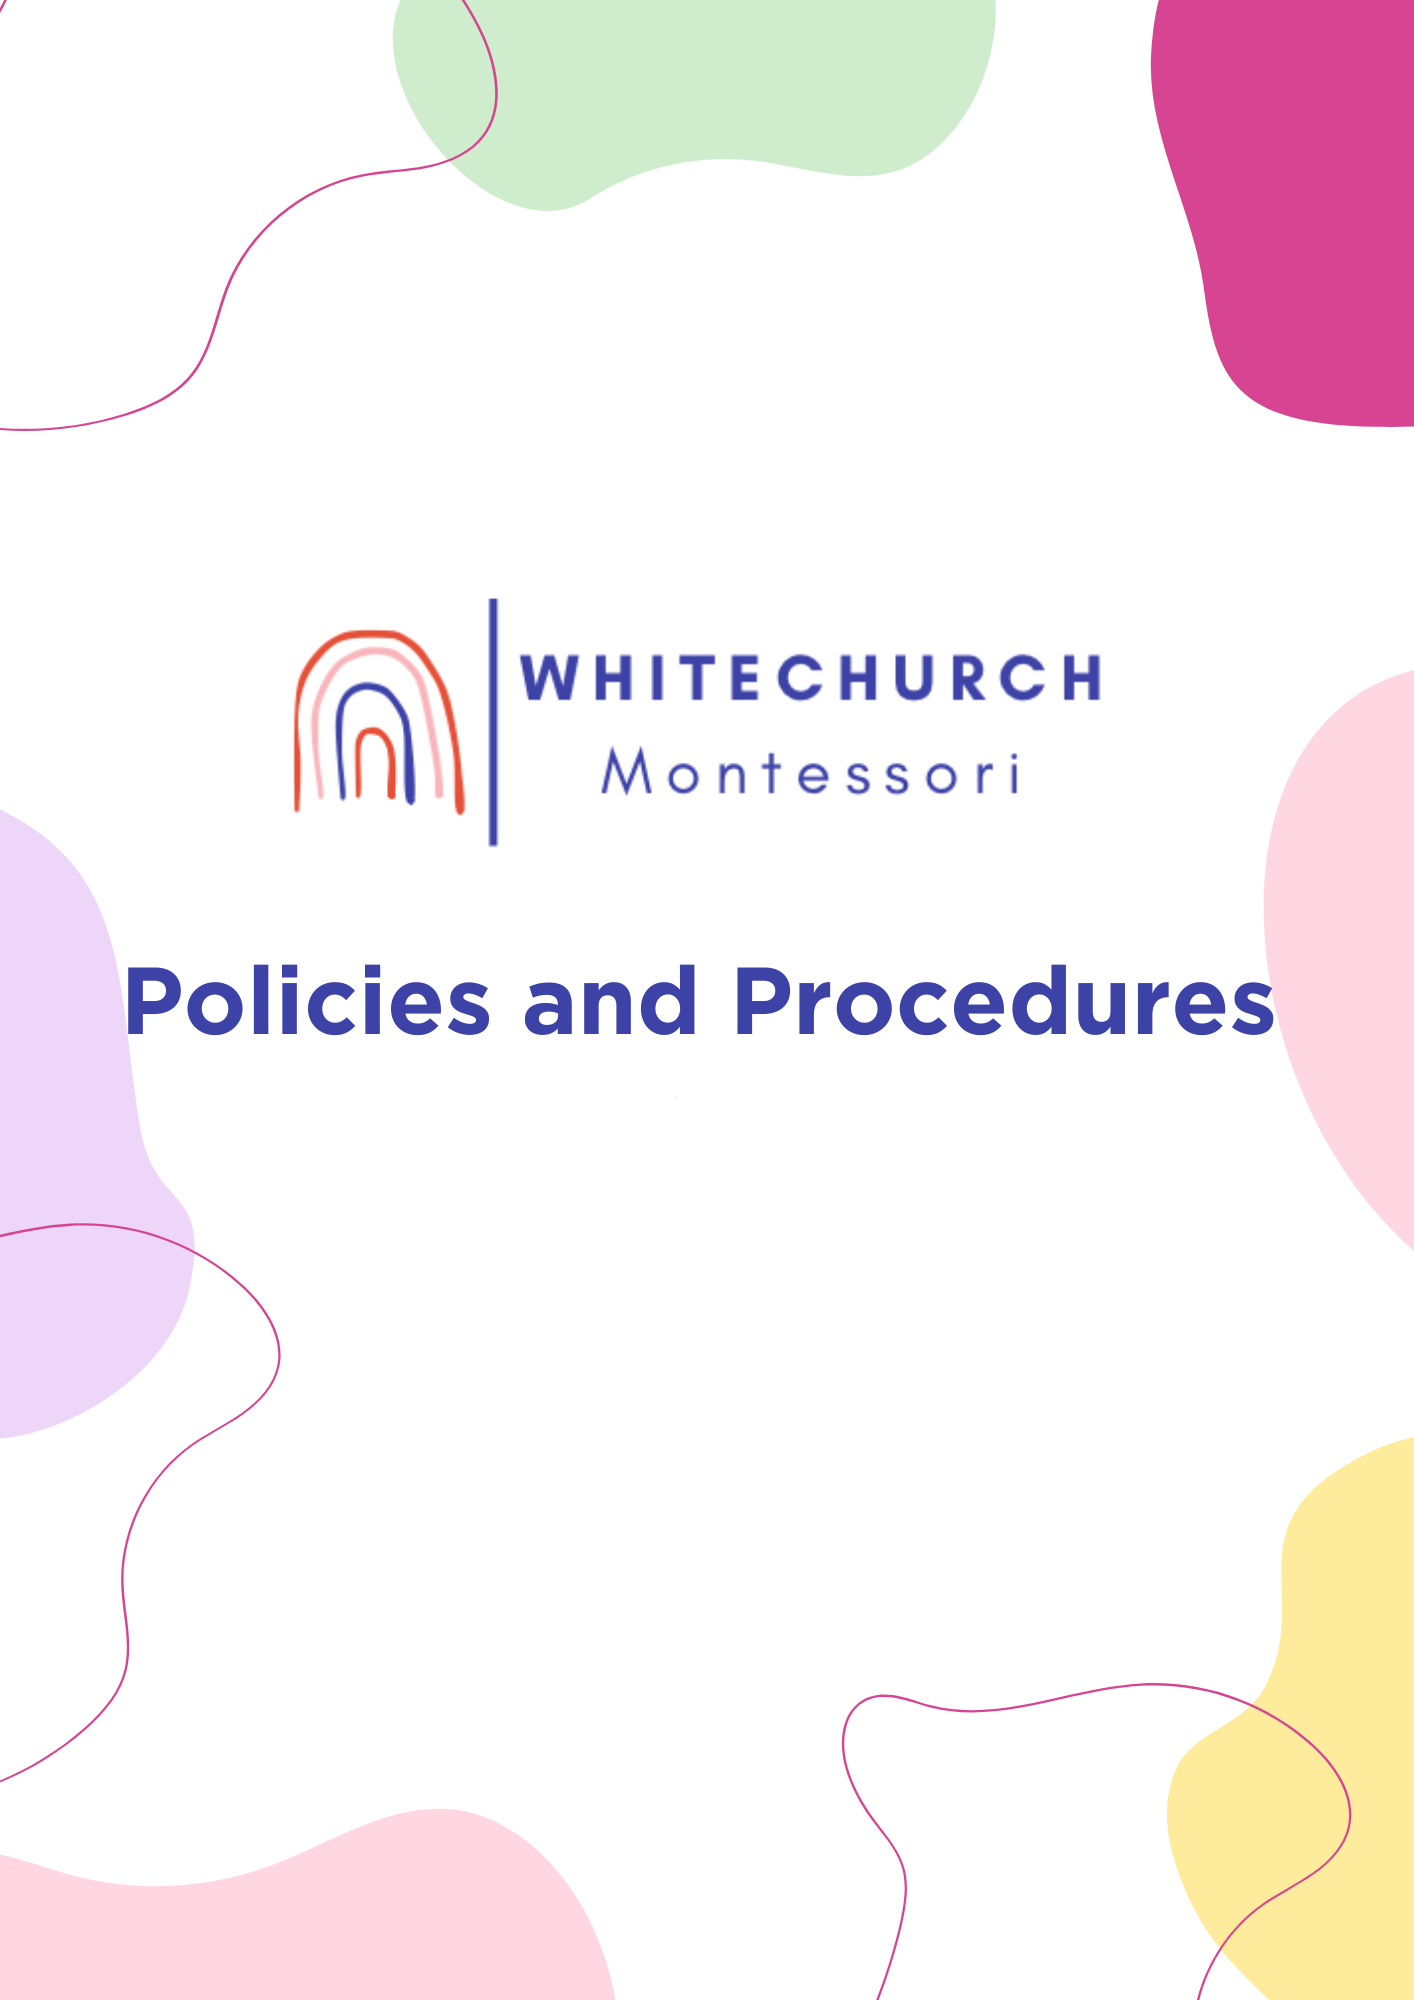 WHITECHURCH
Montessori
Policies and Procedures